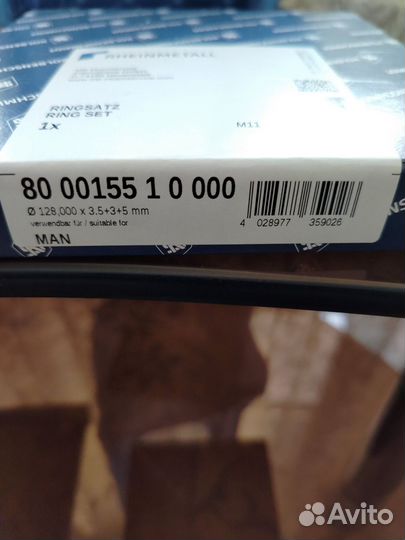 RHEINMETALL
RINGSATZ
RING SET
1x
M11
80 00155 1 0 000
Ø 128,000 x 3.5+3+5 mm
verwendbar für / suitable for
MAN
4 028977 359026
Avito